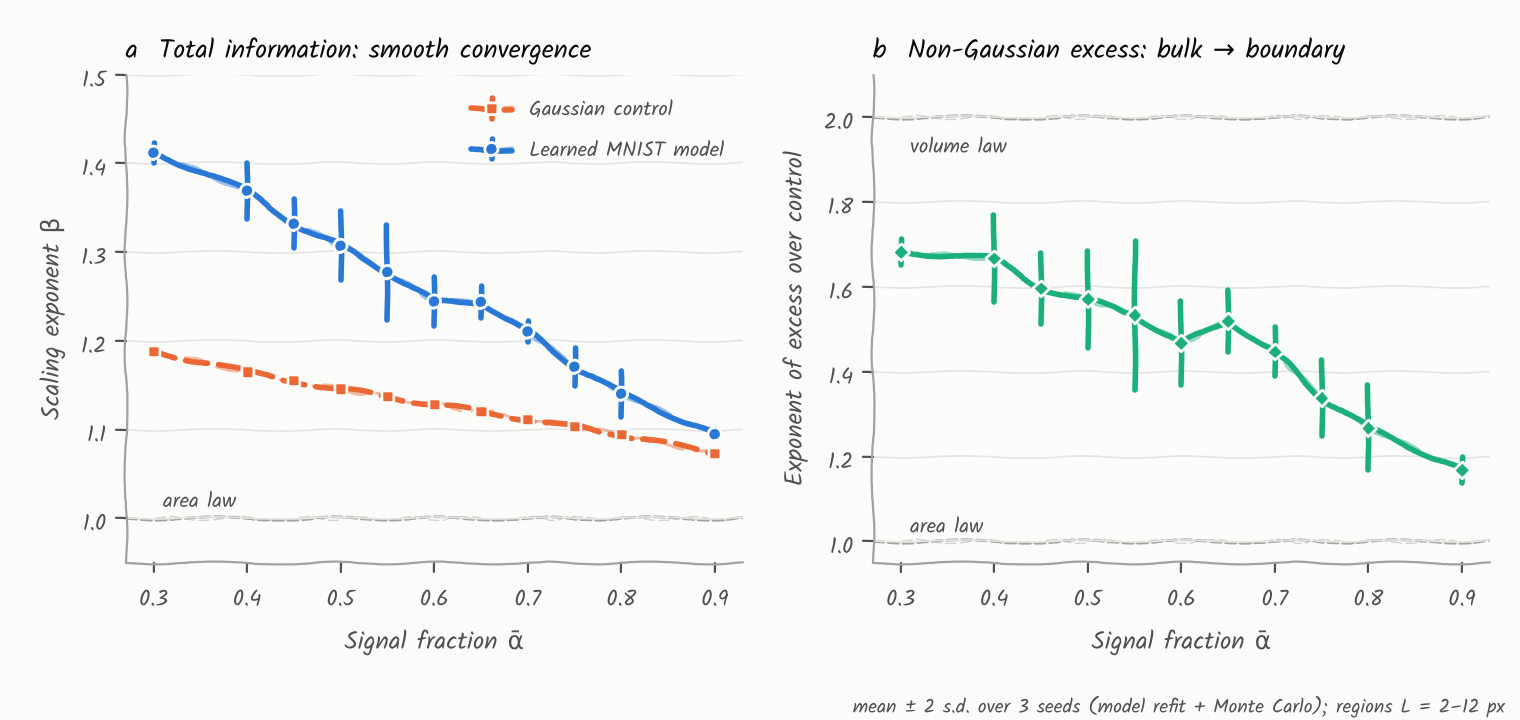 a Total information: smooth convergence
1.5
1.4
1.3
1.2
1.1
1.0
Scaling exponent β
Gaussian control
Learned MNIST model
area law
0.3 0.4 0.5 0.6 0.7 0.8 0.9
Signal fraction ᾱ
b Non-Gaussian excess: bulk → boundary
2.0
1.8
1.6
1.4
1.2
1.0
Exponent of excess over control
volume law
area law
0.3 0.4 0.5 0.6 0.7 0.8 0.9
Signal fraction ᾱ
mean ± 2 s.d. over 3 seeds (model refit + Monte Carlo); regions L = 2–12 px